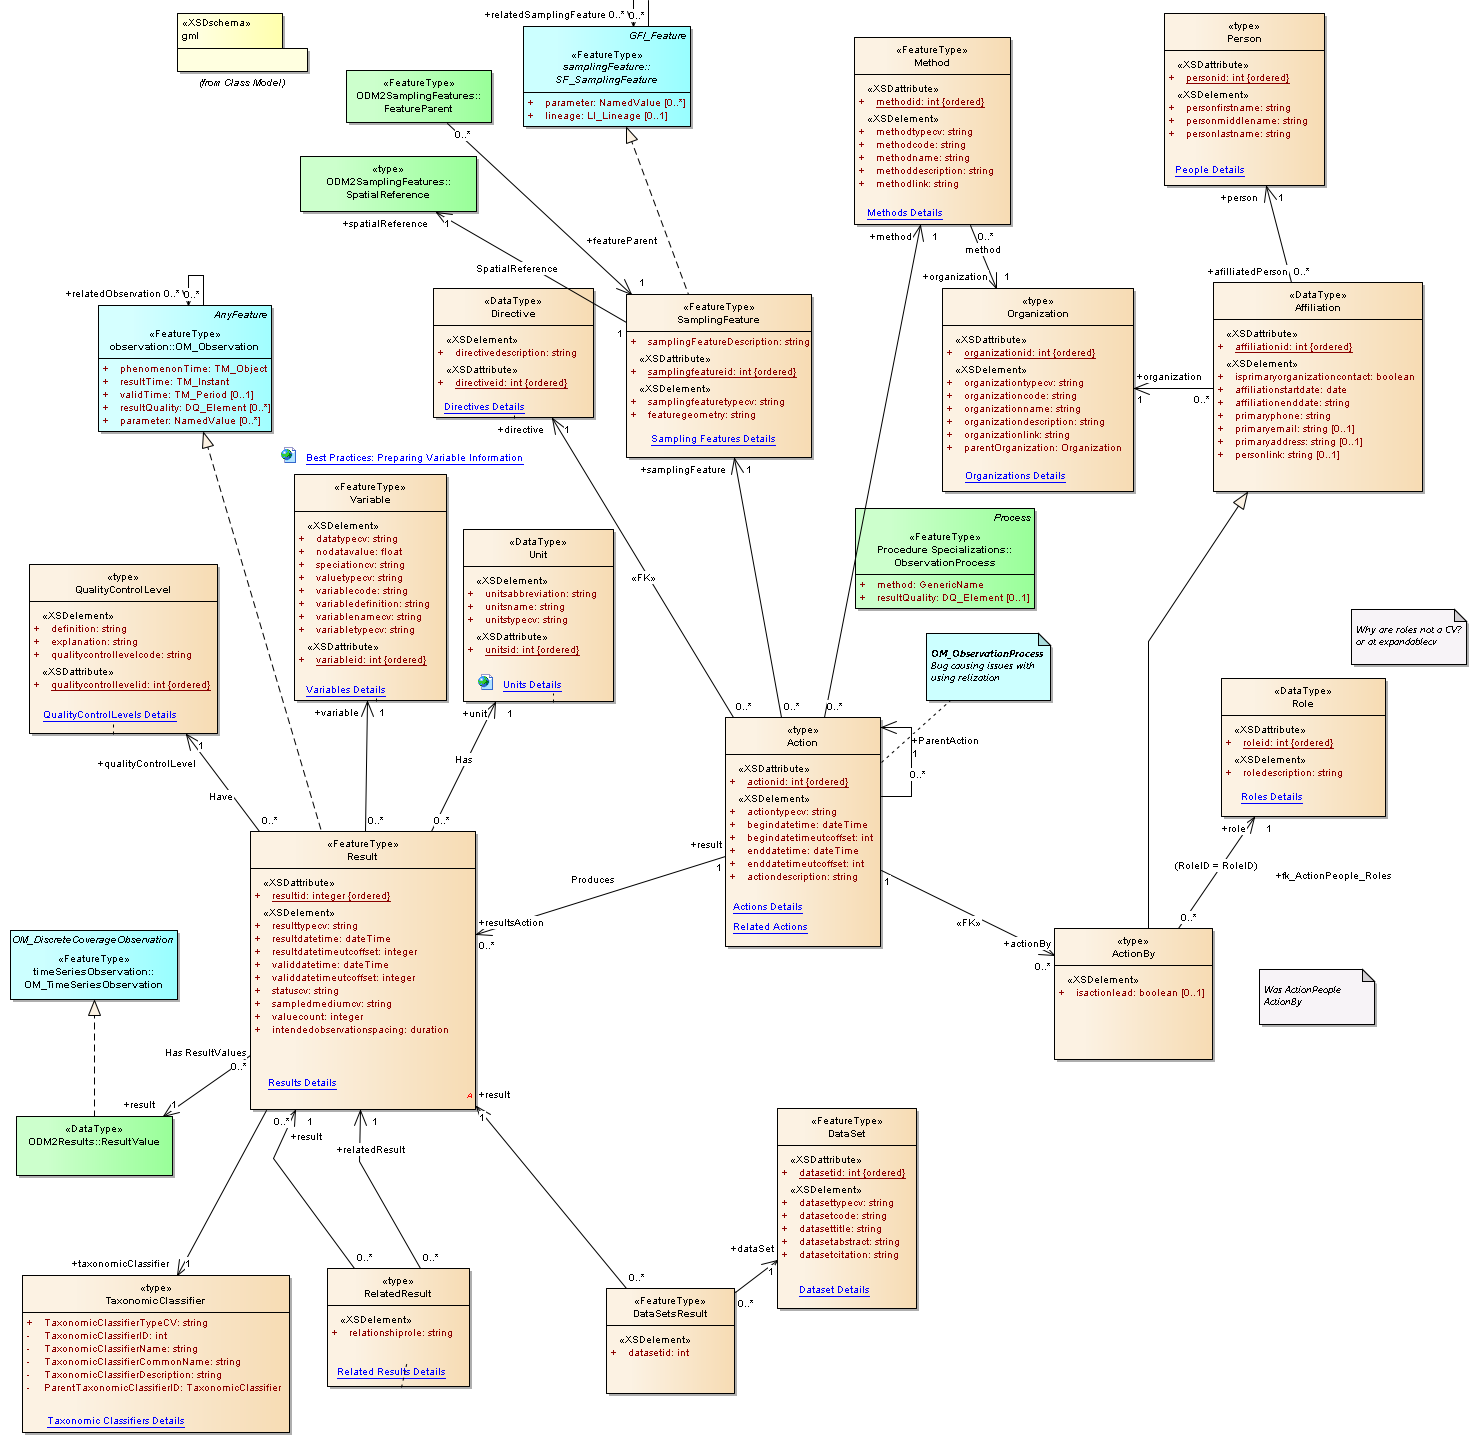 «XSDschema»
gml
(from Class Model)
+relatedSamplingFeature 0..*
0..*
GFI_Feature
«FeatureType»
samplingFeature::
SF_SamplingFeature
+ parameter: NamedValue [0..*]
+ lineage: LI_Lineage [0..1]
«FeatureType»
ODM2SamplingFeatures::
FeatureParent
0..*
«type»
ODM2SamplingFeatures::
SpatialReference
+spatialReference
1
+featureParent
1
SpatialReference
1
«FeatureType»
Method
«XSDattribute»
+ methodid: int {ordered}
«XSDelement»
+ methodtypecv: string
+ methodcode: string
+ methodname: string
+ methoddescription: string
+ methodlink: string
Methods Details
+method
1
0..*
method
+organization
1
«type»
Person
«XSDattribute»
+ personid: int {ordered}
«XSDelement»
+ personfirstname: string
+ personmiddlename: string
+ personlastname: string
People Details
+person
1
+afilliatedPerson 0..*
+relatedObservation 0..*
0..*
AnyFeature
«FeatureType»
observation::OM_Observation
+ phenomenonTime: TM_Object
+ resultTime: TM_Instant
+ validTime: TM_Period [0..1]
+ resultQuality: DQ_Element [0..*]
+ parameter: NamedValue [0..*]
«DataType»
Directive
«XSDelement»
+ directivedescription: string
«XSDattribute»
+ directiveid: int {ordered}
Directives Details
+directive
1
«FeatureType»
SamplingFeature
+ samplingFeatureDescription: string
«XSDattribute»
+ samplingfeatureid: int {ordered}
«XSDelement»
+ samplingfeaturetypecv: string
+ featuregeometry: string
Sampling Features Details
+samplingFeature
1
«type»
Organization
«XSDattribute»
+ organizationid: int {ordered}
«XSDelement»
+ organizationtypecv: string
+ organizationcode: string
+ organizationname: string
+ organizationdescription: string
+ organizationlink: string
+ parentOrganization: Organization
Organizations Details
+organization
1
0..*
«DataType»
Affiliation
«XSDattribute»
+ affiliationid: int {ordered}
«XSDelement»
+ isprimaryorganizationcontact: boolean
+ affiliationstartdate: date
+ affiliationenddate: string
+ primaryphone: string
+ primaryemail: string [0..1]
+ primaryaddress: string [0..1]
+ personlink: string [0..1]
Best Practices: Preparing Variable Information
«FeatureType»
Variable
«XSDelement»
+ datatypecv: string
+ nodatavalue: float
+ speciationcv: string
+ valuetypecv: string
+ variablecode: string
+ variabledefinition: string
+ variablenamecv: string
+ variabletypecv: string
«XSDattribute»
+ variableid: int {ordered}
Variables Details
+variable
1
«DataType»
Unit
«XSDelement»
+ unitsabbreviation: string
+ unitsname: string
+ unitstypecv: string
«XSDattribute»
+ unitsid: int {ordered}
Units Details
+unit
1
Has
«type»
QualityControlLevel
«XSDelement»
+ definition: string
+ explanation: string
+ qualitycontrollevelcode: string
«XSDattribute»
+ qualitycontrollevelid: int {ordered}
QualityControlLevels Details
1
+qualityControlLevel
Have
0..*
0..*
0..*
«FK»
Process
«FeatureType»
Procedure Specializations::
ObservationProcess
+ method: GenericName
+ resultQuality: DQ_Element [0..1]
OM_ObservationProcess
Bug causing issues with
using relization
Why are roles not a CV?
or at expandablecv
0..*
0..*
0..*
«type»
Action
«XSDattribute»
+ actionid: int {ordered}
«XSDelement»
+ actiontypecv: string
+ begindatetime: dateTime
+ begindatetimeutcoffset: int
+ enddatetime: dateTime
+ enddatetimeutcoffset: int
+ actiondescription: string
Actions Details
Related Actions
+ParentAction
1
0..*
«DataType»
Role
«XSDattribute»
+ roleid: int {ordered}
«XSDelement»
+ roledescription: string
Roles Details
+role
1
(RoleID = RoleID)
+fk_ActionPeople_Roles
0..*
+result
1
Produces
+resultsAction
0..*
1
«FK»
+actionBy
0..*
«type»
ActionBy
«XSDelement»
+ isactionlead: boolean [0..1]
Was ActionPeople
ActionBy
«FeatureType»
Result
«XSDattribute»
+ resultid: integer {ordered}
«XSDelement»
+ resulttypecv: string
+ resultdatetime: dateTime
+ resultdatetimeutcoffset: integer
+ validdatetime: dateTime
+ validdatetimeutcoffset: integer
+ statuscv: string
+ sampledmediumcv: string
+ valuecount: integer
+ intendedobservationspacing: duration
Results Details
A
OM_DiscreteCoverageObservation
«FeatureType»
timeSeriesObservation::
OM_TimeSeriesObservation
Has ResultValues
0..*
+result
1
«DataType»
ODM2Results::ResultValue
0..*
1
+result
1
+relatedResult
+result
1
+taxonomicClassifier
1
«type»
TaxonomicClassifier
+ TaxonomicClassifierTypeCV: string
- TaxonomicClassifierID: int
- TaxonomicClassifierName: string
- TaxonomicClassifierCommonName: string
- TaxonomicClassifierDescription: string
- ParentTaxonomicClassifierID: TaxonomicClassifier
Taxonomic Classifiers Details
0..*
0..*
«type»
RelatedResult
«XSDelement»
+ relationshiprole: string
Related Results Details
0..*
«FeatureType»
DataSetsResult
«XSDelement»
+ datasetid: int
0..*
+dataSet
1
«FeatureType»
DataSet
«XSDattribute»
+ datasetid: int {ordered}
«XSDelement»
+ datasettypecv: string
+ datasetcode: string
+ datasettitle: string
+ datasetabstract: string
+ datasetcitation: string
Dataset Details